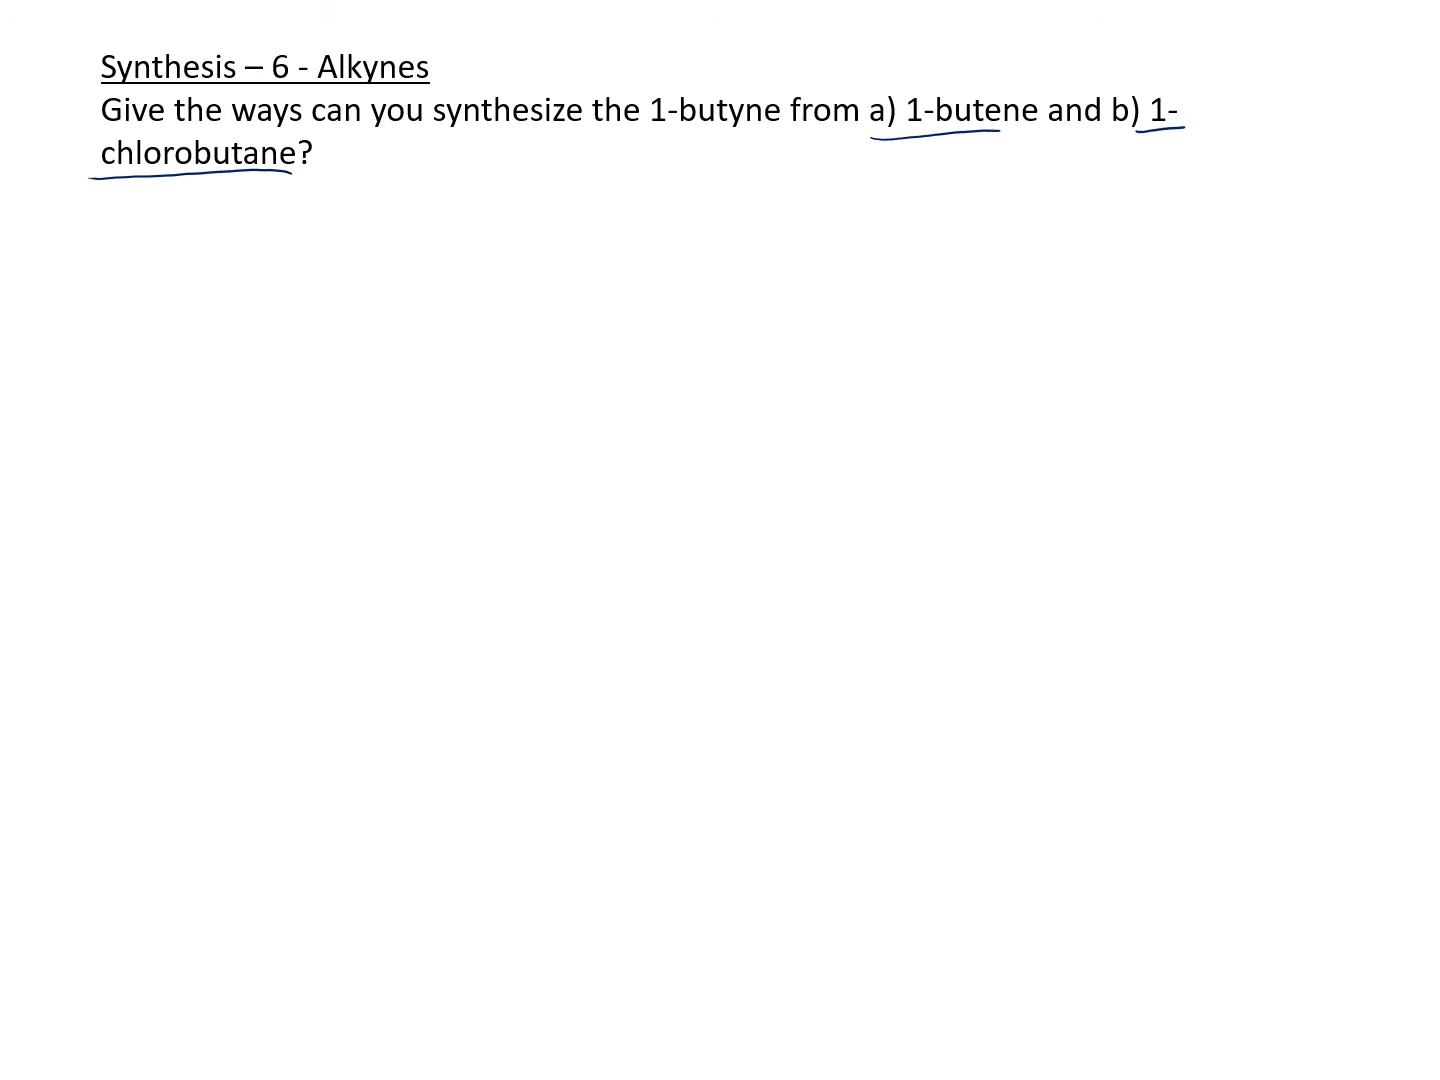 Synthesis – 6 - Alkynes
Give the ways can you synthesize the 1-butyne from a) 1-butene and b) 1-
chlorobutane?